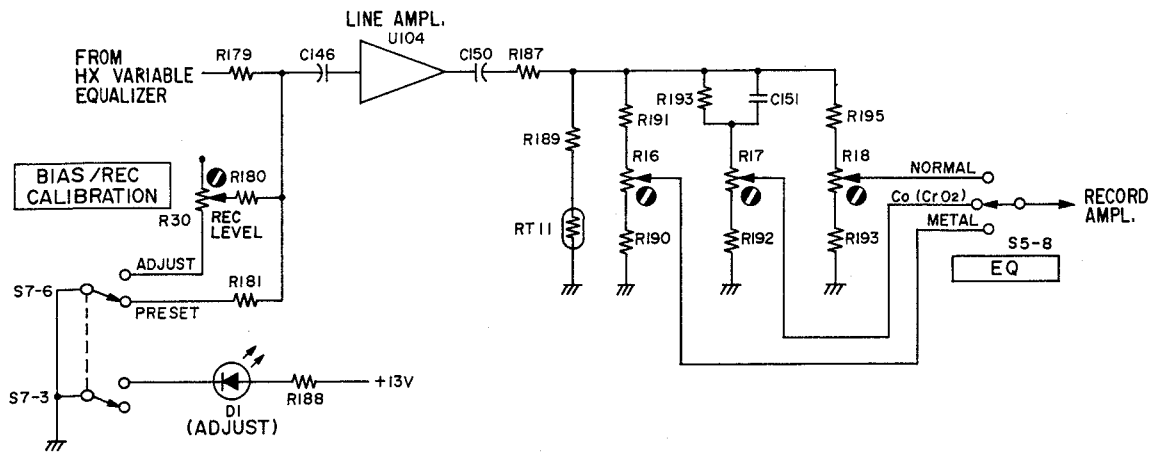 LINE AMPL.
U104
FROM
HX VARIABLE
EQUALIZER
R179
C146
C150
R187
R193
C151
R191
R195
R189
BIAS/REC
CALIBRATION
R180
R30
REC
LEVEL
R16
R17
R18
NORMAL
Co (CrO2)
METAL
RECORD
AMPL.
RT11
R190
R192
R193
S5-8
EQ
ADJUST
R181
S7-6
PRESET
S7-3
D1
(ADJUST)
R188
+13V